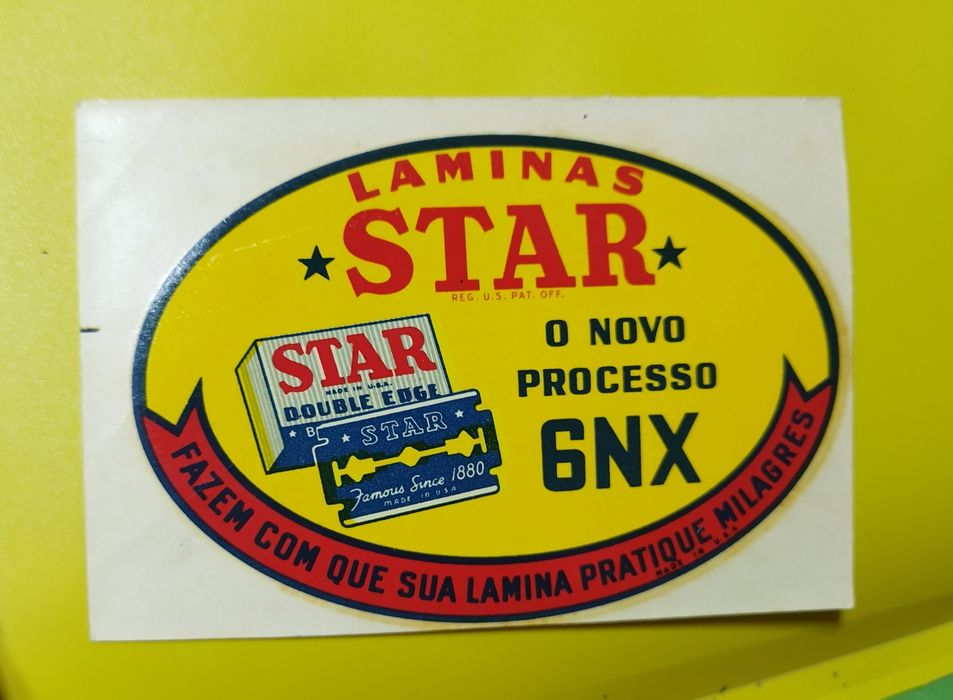 LAMINAS
STAR
REG. U.S. PAT. OFF.
O NOVO
PROCESSO
6NX
STAR
MADE IN U.S.A.
DOUBLE EDGE
STAR
Famous Since 1880
MADE IN USA
FAZEM COM QUE SUA LAMINA PRATIQUE MILAGRES
MADE IN U.S.A.